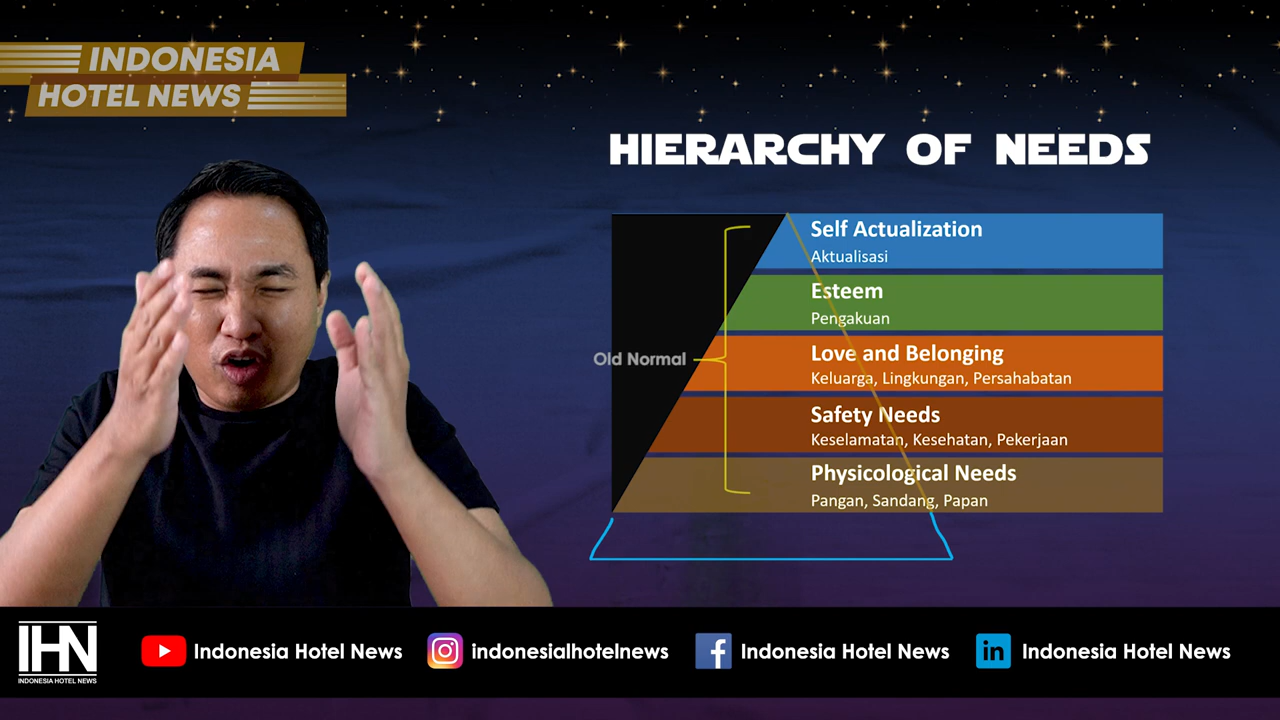 INDONESIA
HOTEL NEWS
HIERARCHY OF NEEDS
Self Actualization
Aktualisasi
Esteem
Pengakuan
Old Normal
Love and Belonging
Keluarga, Lingkungan, Persahabatan
Safety Needs
Keselamatan, Kesehatan, Pekerjaan
Physicological Needs
Pangan, Sandang, Papan
IHN
INDONESIA HOTEL NEWS
Indonesia Hotel News
indonesialhotelnews
Indonesia Hotel News
in
Indonesia Hotel News